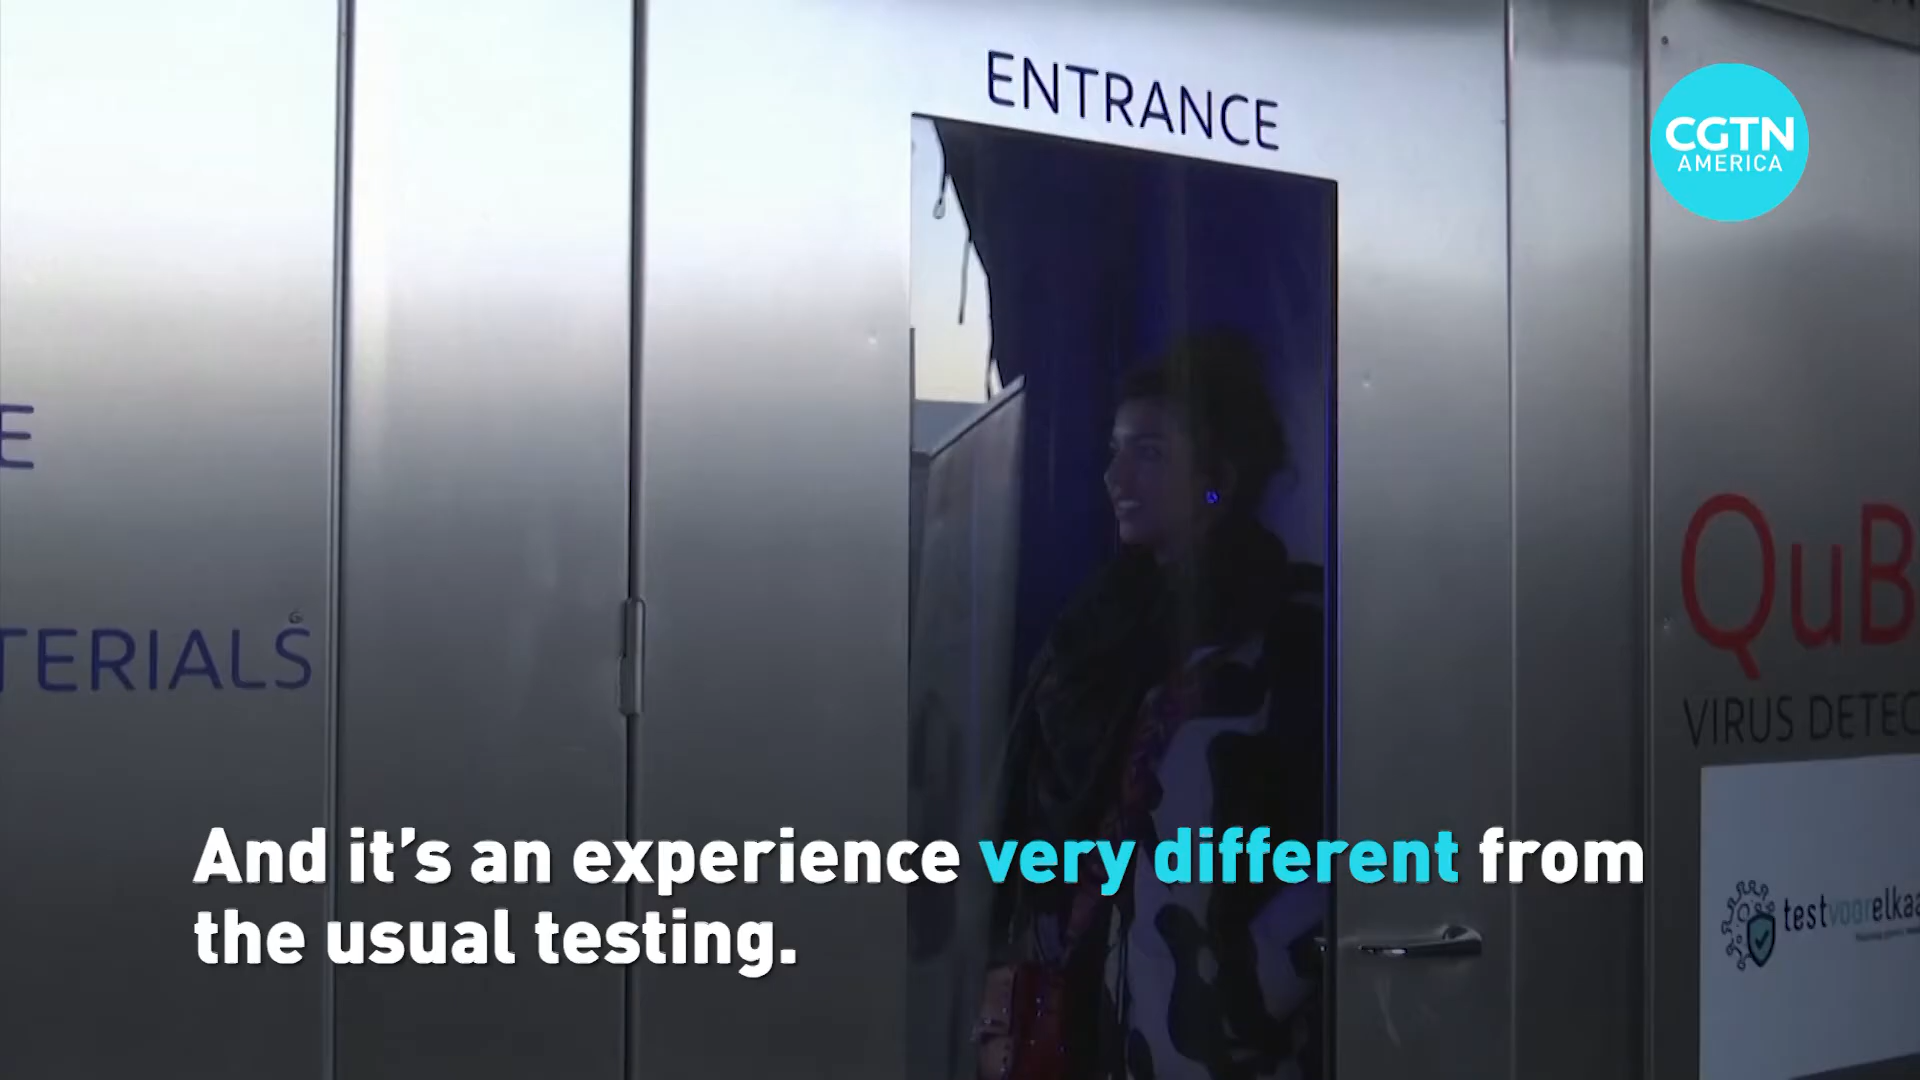 ENTRANCE
CGTN
AMERICA
E
TERIALS
QuB
VIRUS DETEC
testvoorelkaa
And it's an experience very different from
the usual testing.